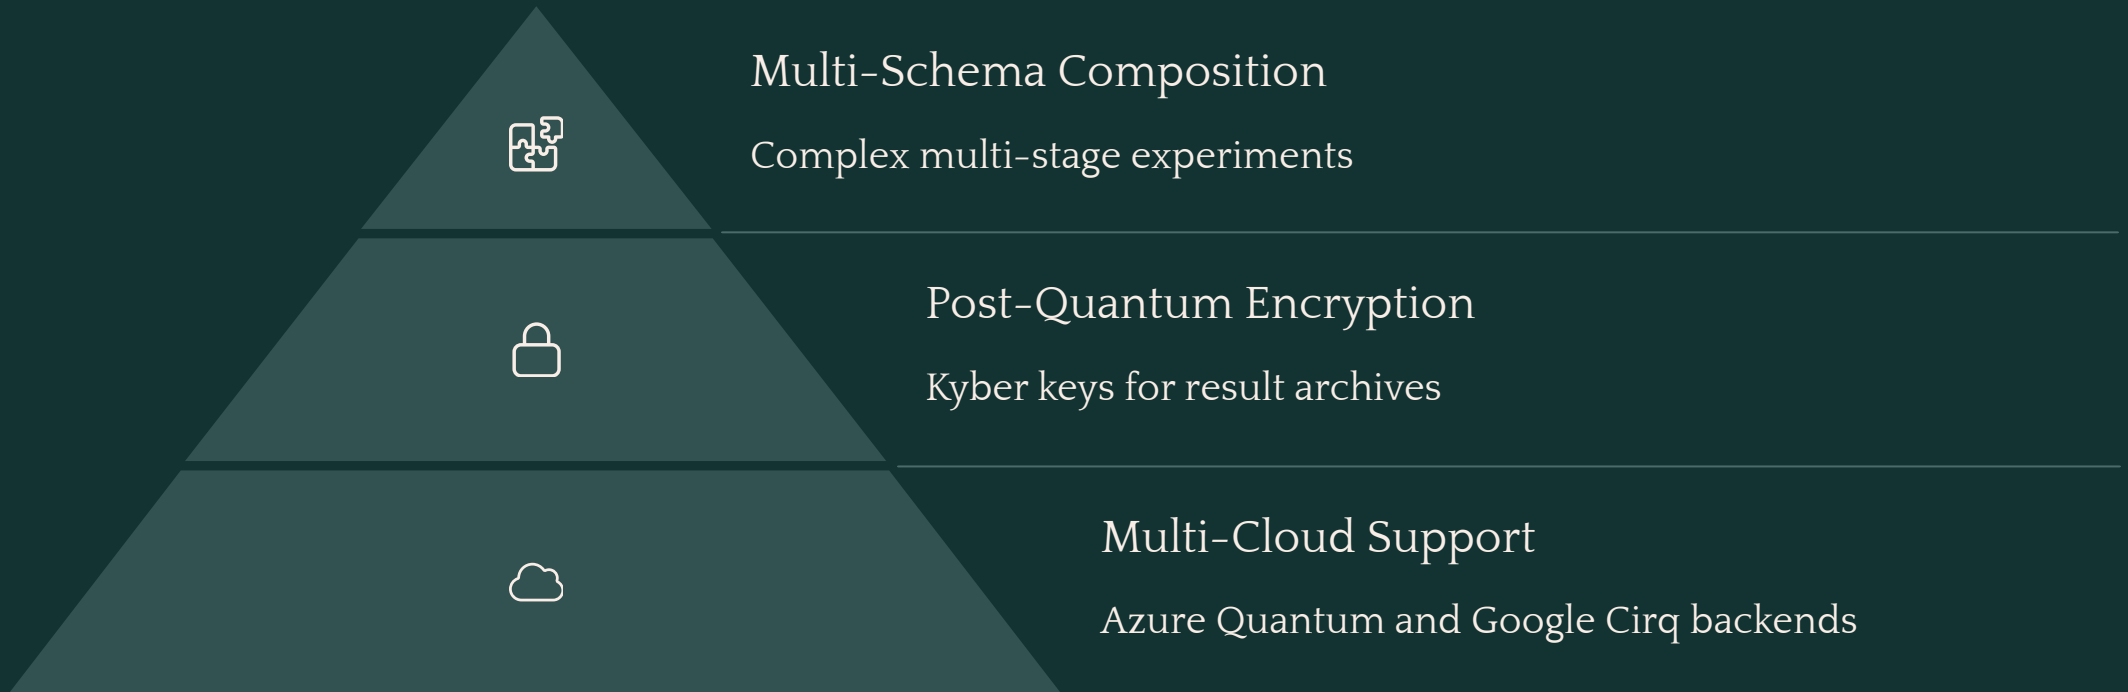 Multi-Schema Composition
Complex multi-stage experiments
Post-Quantum Encryption
Kyber keys for result archives
Multi-Cloud Support
Azure Quantum and Google Cirq backends